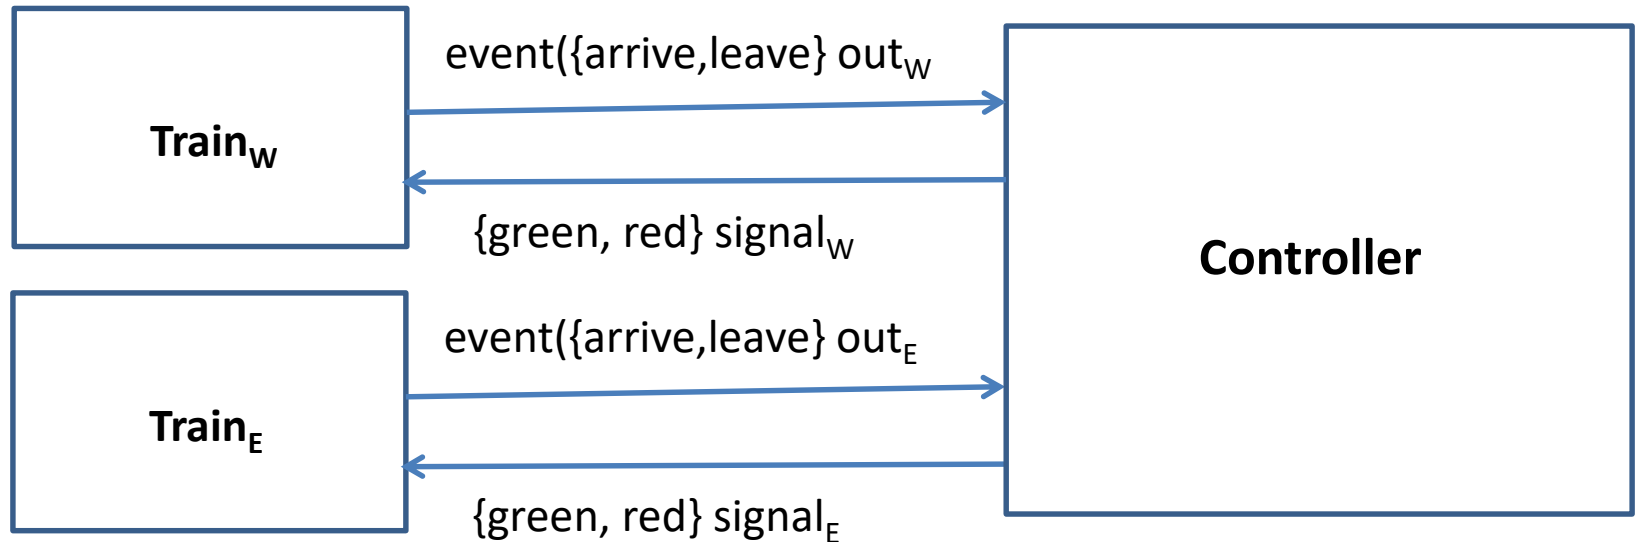 event({arrive,leave} out_W
Train_W
{green, red} signal_W
Controller
event({arrive,leave} out_E
Train_E
{green, red} signal_E